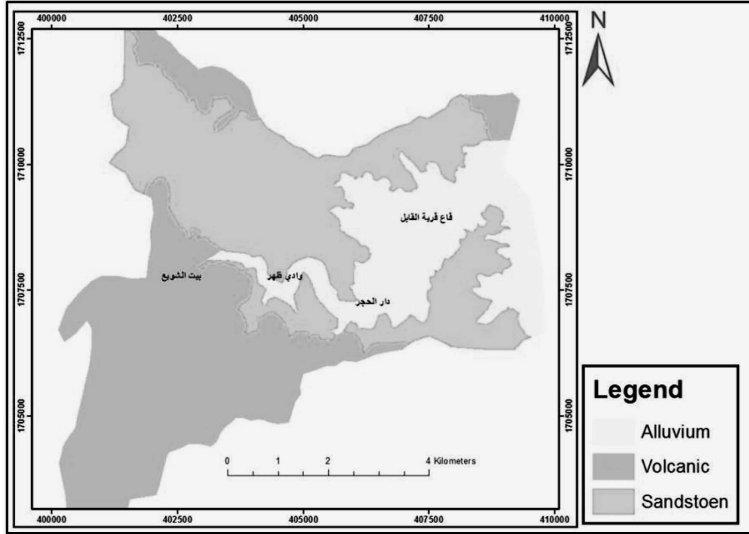 400000 402500 405000 407500 410000
N
1712500 1712500
1710000 1710000
قاع قرية القابل
وادي ظهر
بيت الشويع
1707500 1707500
دار الحجر
Legend
1705000 1705000
Alluvium
0 1 2 4 Kilometers
Volcanic
Sandstoen
400000 402500 405000 407500 410000